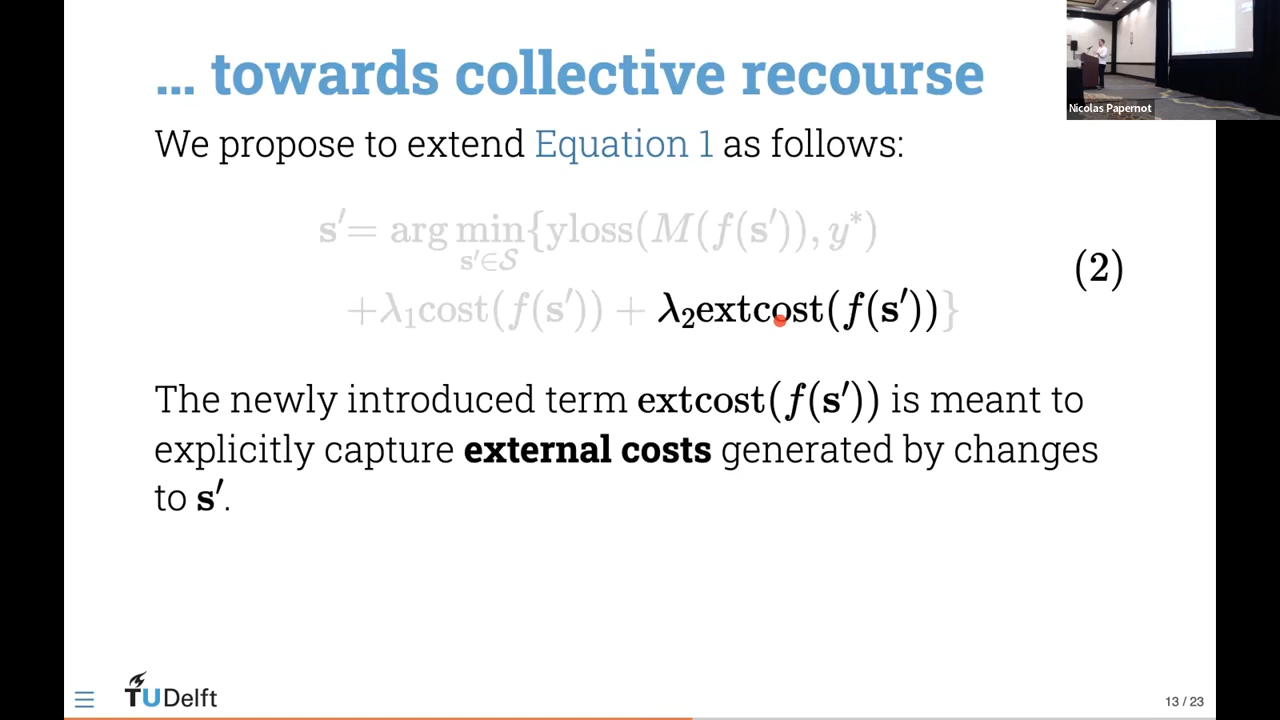 ... towards collective recourse
Nicolas Papernot
We propose to extend Equation 1 as follows:
s′= arg min{yloss(M(f(s′)), y*)
s′∈𝒮
(2)
+λ₁cost(f(s′)) + λ₂extcost(f(s′))}
The newly introduced term extcost(f(s′)) is meant to
explicitly capture external costs generated by changes
to s′.
TUDelft
13 / 23